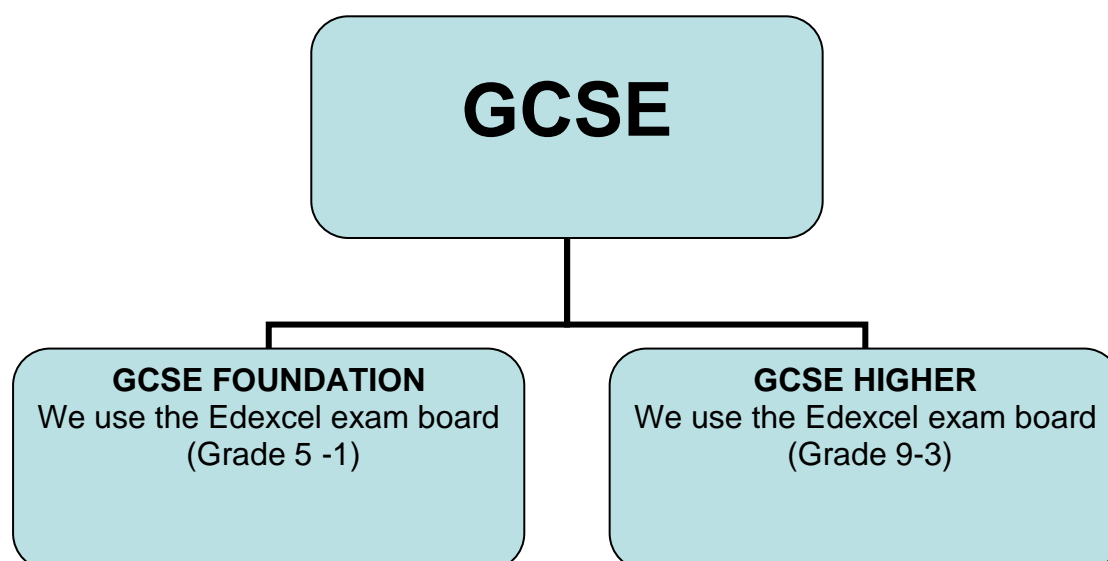 GCSE
GCSE FOUNDATION
We use the Edexcel exam board
(Grade 5 -1)
GCSE HIGHER
We use the Edexcel exam board
(Grade 9-3)